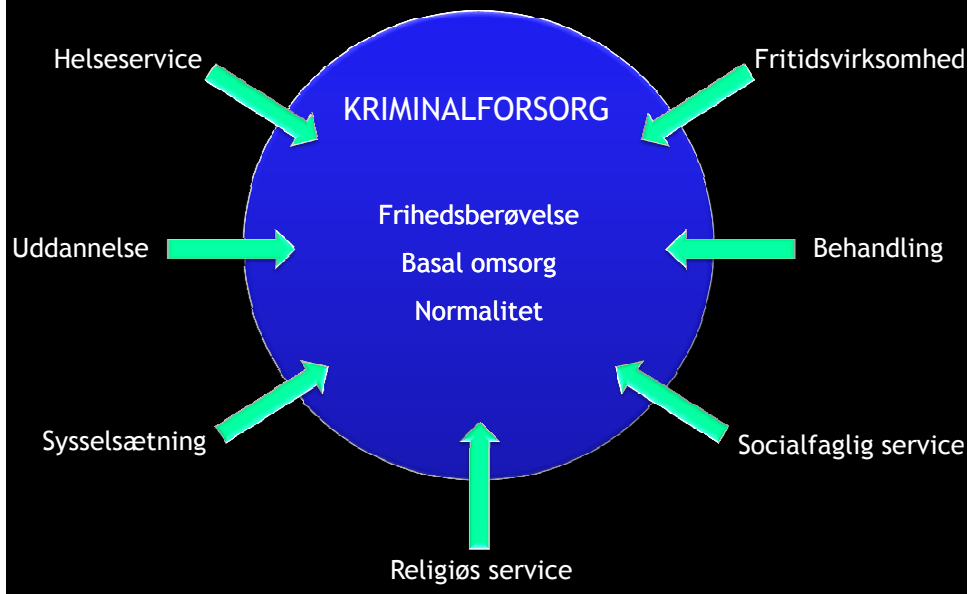 Helseservice
Fritidsvirksomhed
KRIMINALFORSORG
Frihedsberøvelse
Uddannelse
Basal omsorg
Behandling
Normalitet
Sysselsætning
Socialfaglig service
Religiøs service